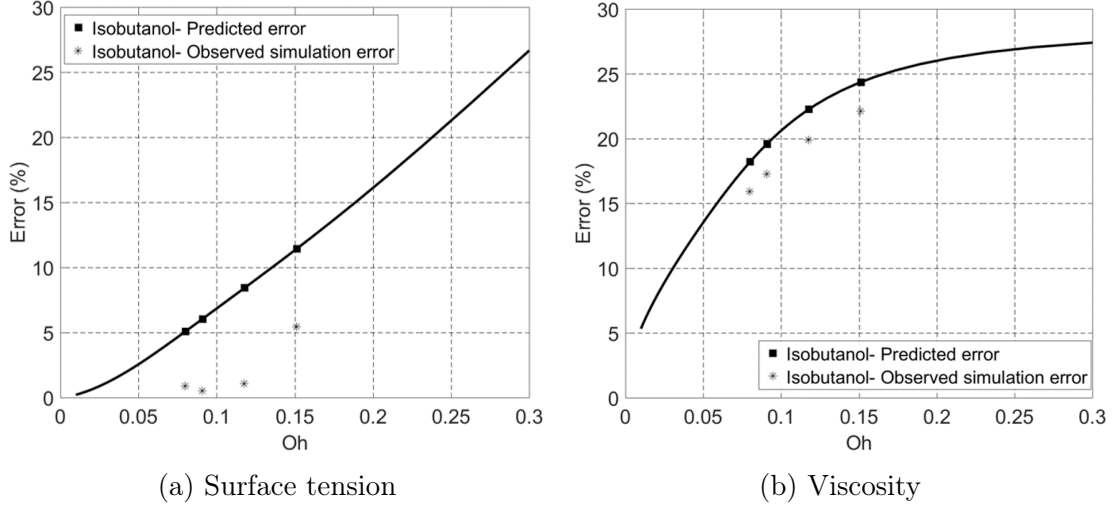 30
25
20
15
10
5
0
Error (%)
Isobutanol- Predicted error
Isobutanol- Observed simulation error
0 0.05 0.1 0.15 0.2 0.25 0.3
Oh
(a) Surface tension
30
25
20
15
10
5
0
Error (%)
Isobutanol- Predicted error
Isobutanol- Observed simulation error
0 0.05 0.1 0.15 0.2 0.25 0.3
Oh
(b) Viscosity